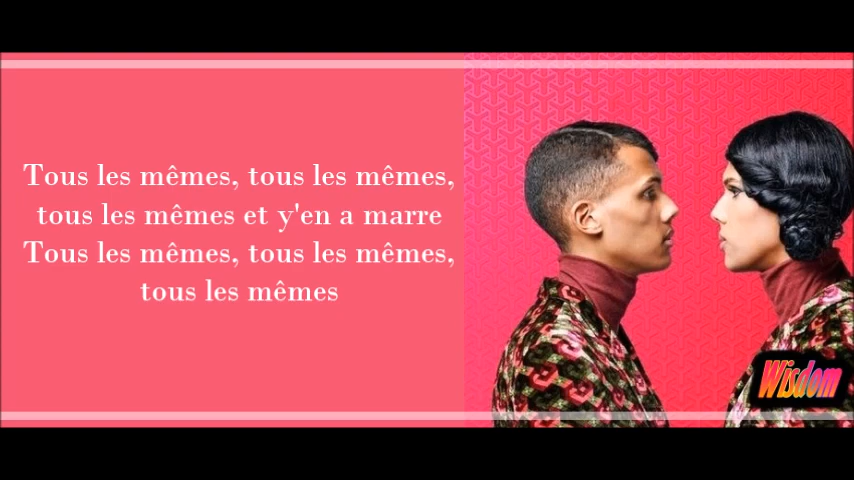 Tous les mêmes, tous les mêmes,
tous les mêmes et y'en a marre
Tous les mêmes, tous les mêmes,
tous les mêmes
Wisdom